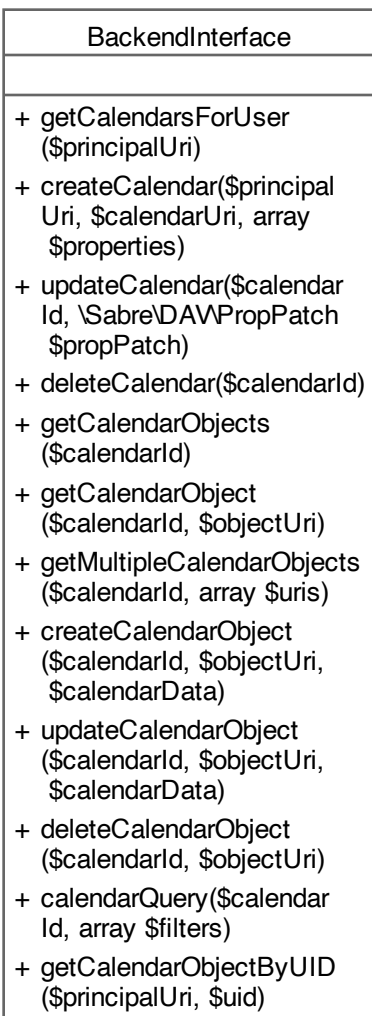 BackendInterface
+ getCalendarsForUser
($principalUri)
+ createCalendar($principal
Uri, $calendarUri, array
$properties)
+ updateCalendar($calendar
Id, \Sabre\DAV\PropPatch
$propPatch)
+ deleteCalendar($calendarId)
+ getCalendarObjects
($calendarId)
+ getCalendarObject
($calendarId, $objectUri)
+ getMultipleCalendarObjects
($calendarId, array $uris)
+ createCalendarObject
($calendarId, $objectUri,
$calendarData)
+ updateCalendarObject
($calendarId, $objectUri,
$calendarData)
+ deleteCalendarObject
($calendarId, $objectUri)
+ calendarQuery($calendar
Id, array $filters)
+ getCalendarObjectByUID
($principalUri, $uid)